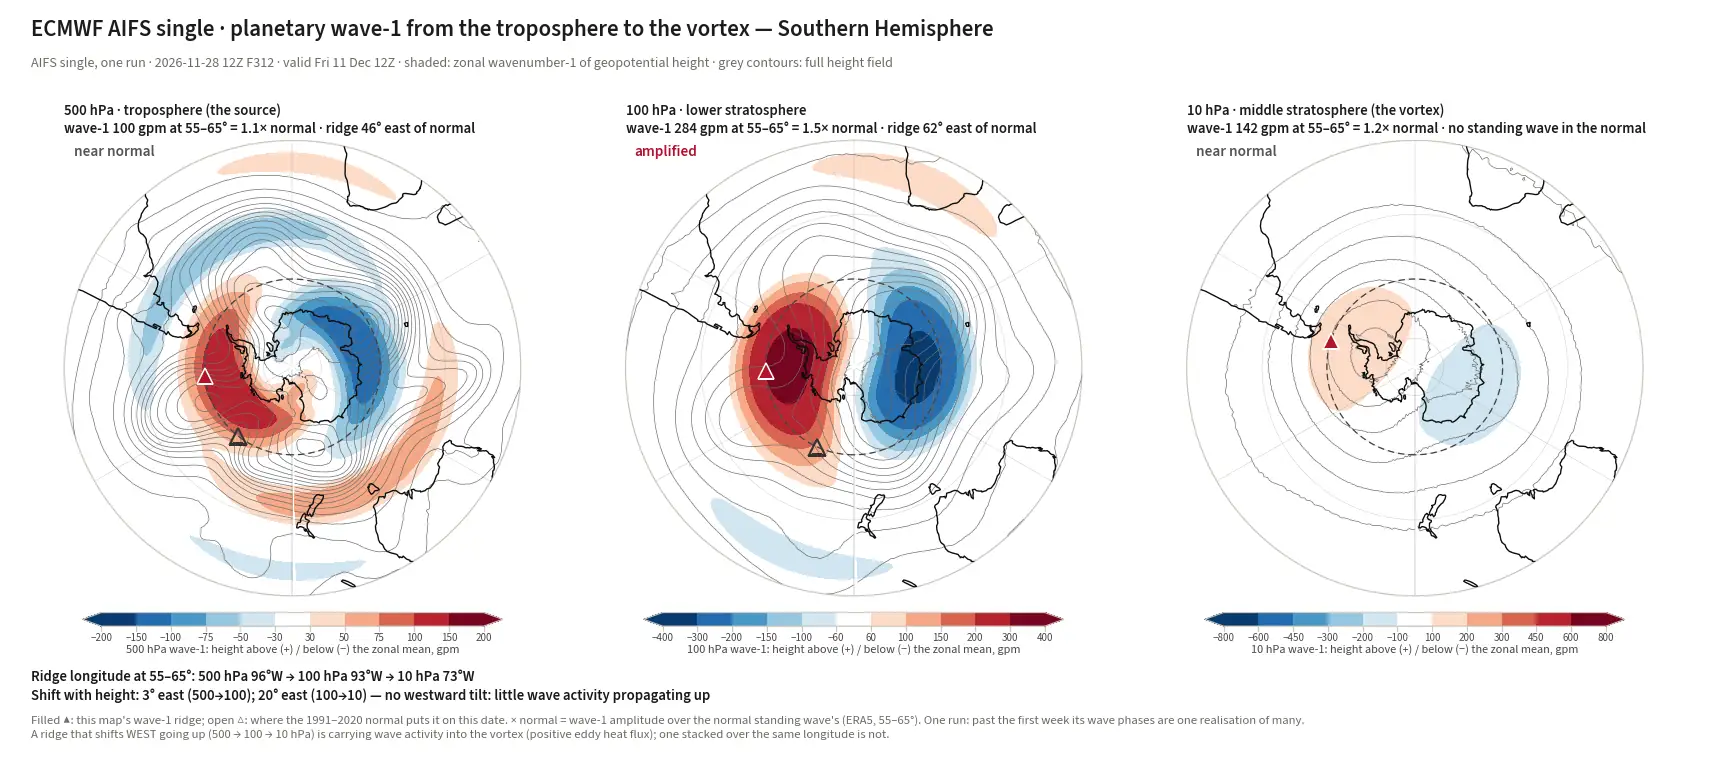 ECMWF AIFS single · planetary wave-1 from the troposphere to the vortex — Southern Hemisphere
AIFS single, one run · 2026-11-28 12Z F312 · valid Fri 11 Dec 12Z · shaded: zonal wavenumber-1 of geopotential height · grey contours: full height field
500 hPa · troposphere (the source)
wave-1 100 gpm at 55–65° = 1.1× normal · ridge 46° east of normal
near normal
100 hPa · lower stratosphere
wave-1 284 gpm at 55–65° = 1.5× normal · ridge 62° east of normal
amplified
10 hPa · middle stratosphere (the vortex)
wave-1 142 gpm at 55–65° = 1.2× normal · no standing wave in the normal
near normal
−200 −150 −100 −75 −50 −30 30 50 75 100 150 200
500 hPa wave-1: height above (+) / below (−) the zonal mean, gpm
−400 −300 −200 −150 −100 −60 60 100 150 200 300 400
100 hPa wave-1: height above (+) / below (−) the zonal mean, gpm
−800 −600 −450 −300 −200 −100 100 200 300 450 600 800
10 hPa wave-1: height above (+) / below (−) the zonal mean, gpm
Ridge longitude at 55–65°: 500 hPa 96°W → 100 hPa 93°W → 10 hPa 73°W
Shift with height: 3° east (500→100); 20° east (100→10) — no westward tilt: little wave activity propagating up
Filled ▲: this map's wave-1 ridge; open △: where the 1991–2020 normal puts it on this date. × normal = wave-1 amplitude over the normal standing wave's (ERA5, 55–65°). One run: past the first week its wave phases are one realisation of many.
A ridge that shifts WEST going up (500 → 100 → 10 hPa) is carrying wave activity into the vortex (positive eddy heat flux); one stacked over the same longitude is not.